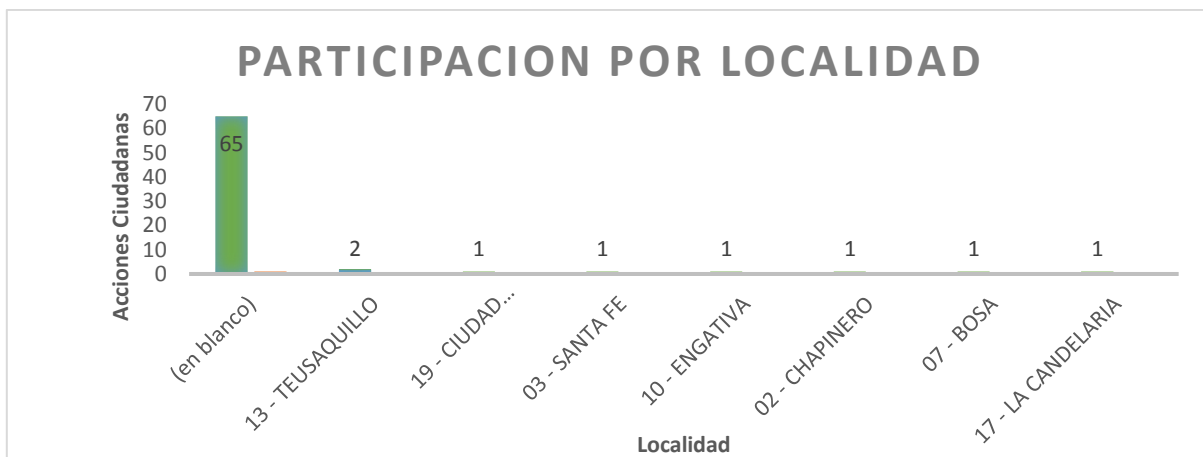 PARTICIPACION POR LOCALIDAD
Acciones Ciudadanas
70
60
50
40
30
20
10
0
65
2
1
1
1
1
1
1
(en blanco)
13 - TEUSAQUILLO
19 - CIUDAD...
03 - SANTA FE
10 - ENGATIVA
02 - CHAPINERO
07 - BOSA
17 - LA CANDELARIA
Localidad